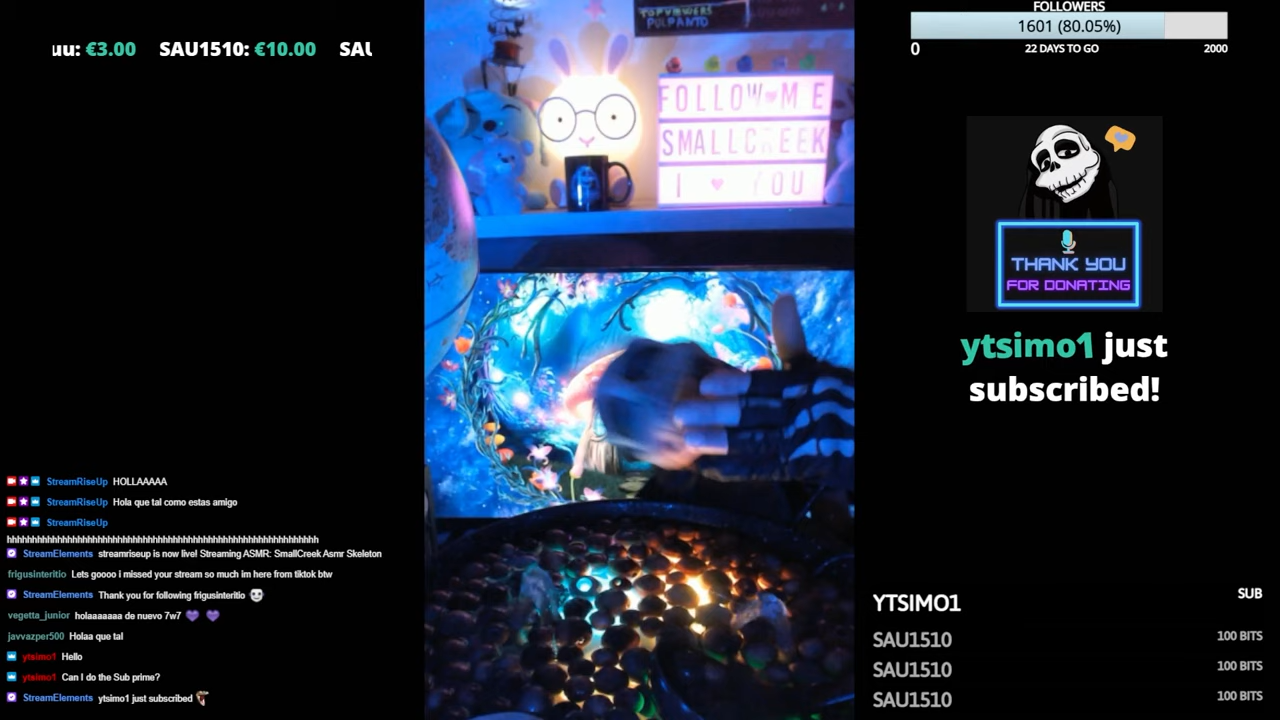 uu: €3.00 SAU1510: €10.00 SAU
TOPVIEWERS
PULPANTO
FOLLOW ME
SMALLCREEK
I ♥ YOU
FOLLOWERS
1601 (80.05%)
0 22 DAYS TO GO 2000
THANK YOU
FOR DONATING
ytsimo1 just
subscribed!
StreamRiseUp HOLLAAAAA
StreamRiseUp Hola que tal como estas amigo
StreamRiseUp
StreamElements streamriseup is now live! Streaming ASMR: SmallCreek Asmr Skeleton
frigusinteritio Lets goooo i missed your stream so much im here from tiktok btw
StreamElements Thank you for following frigusinteritio
vegetta_junior holaaaaaaa de nuevo 7w7
javvazper500 Holaa que tal
ytsimo1 Hello
ytsimo1 Can I do the Sub prime?
StreamElements ytsimo1 just subscribed
YTSIMO1 SUB
SAU1510 100 BITS
SAU1510 100 BITS
SAU1510 100 BITS